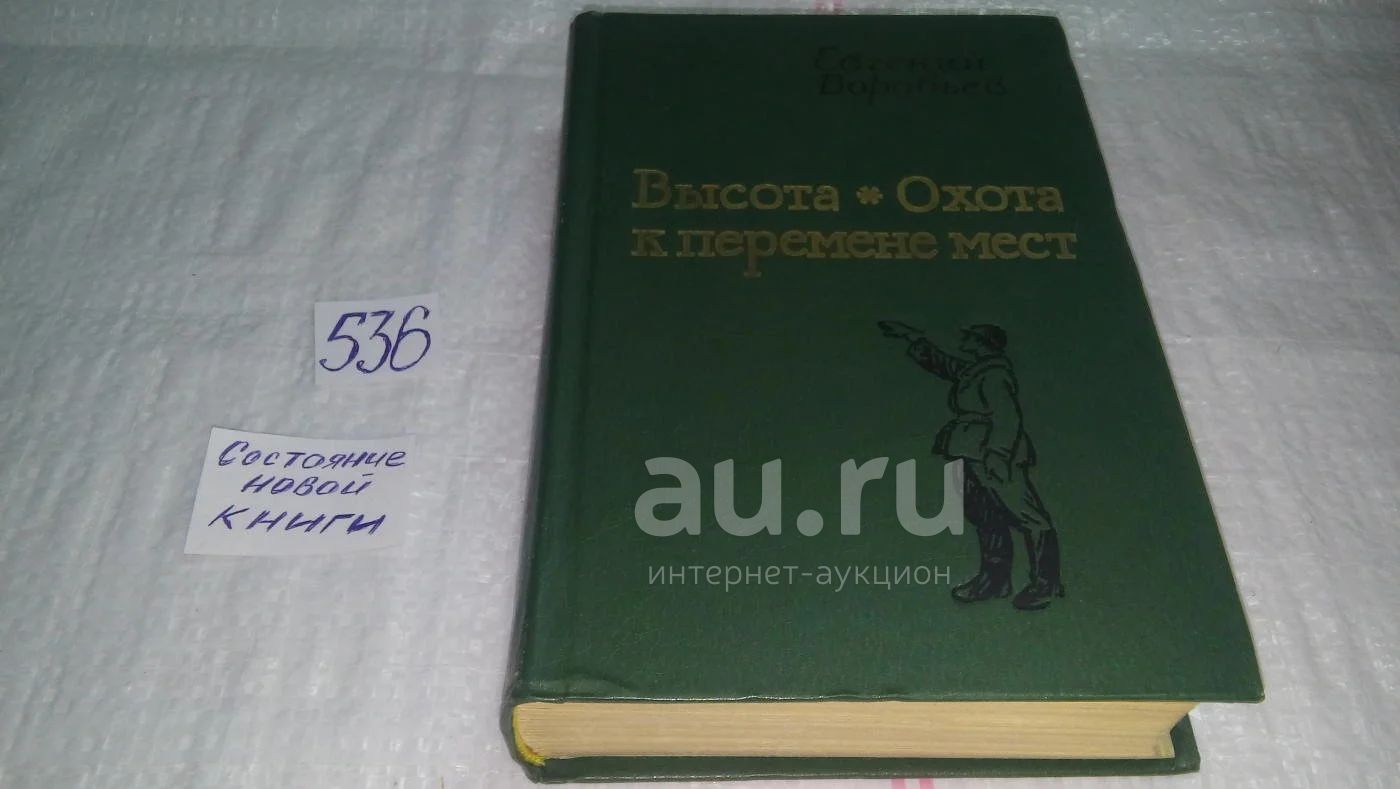 Евгений
Воробьев
Высота * Охота
к перемене мест
536
Состояние
новой
книги
au.ru
интернет-аукцион